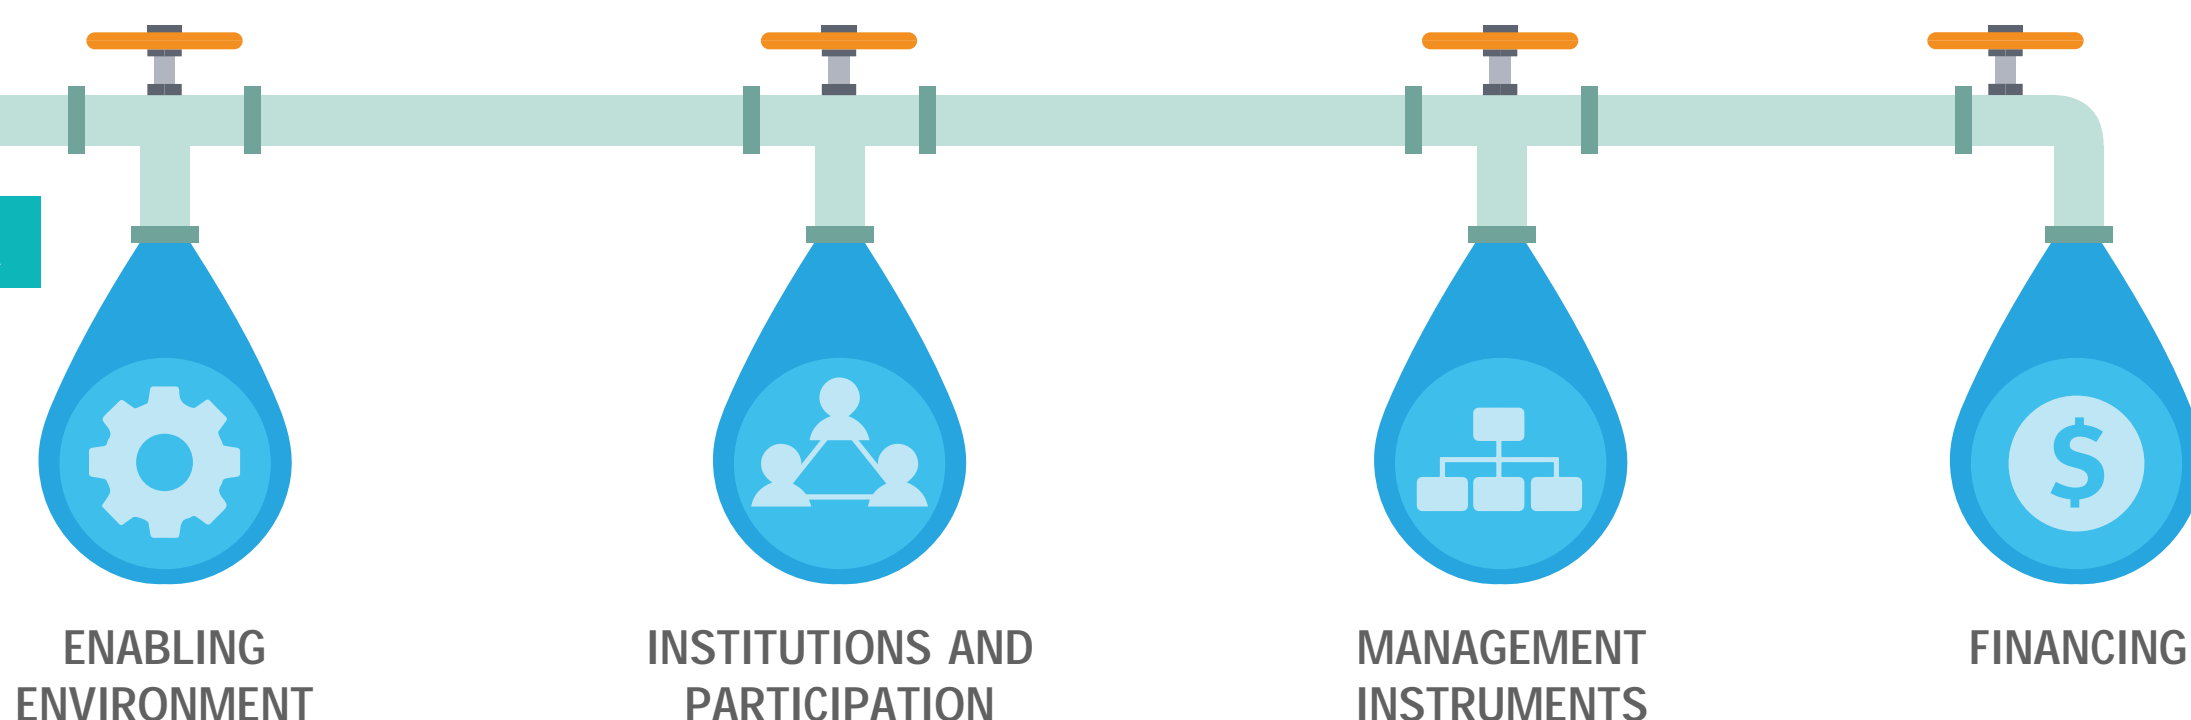 ENABLING
ENVIRONMENT
INSTITUTIONS AND
PARTICIPATION
MANAGEMENT
INSTRUMENTS
FINANCING
$